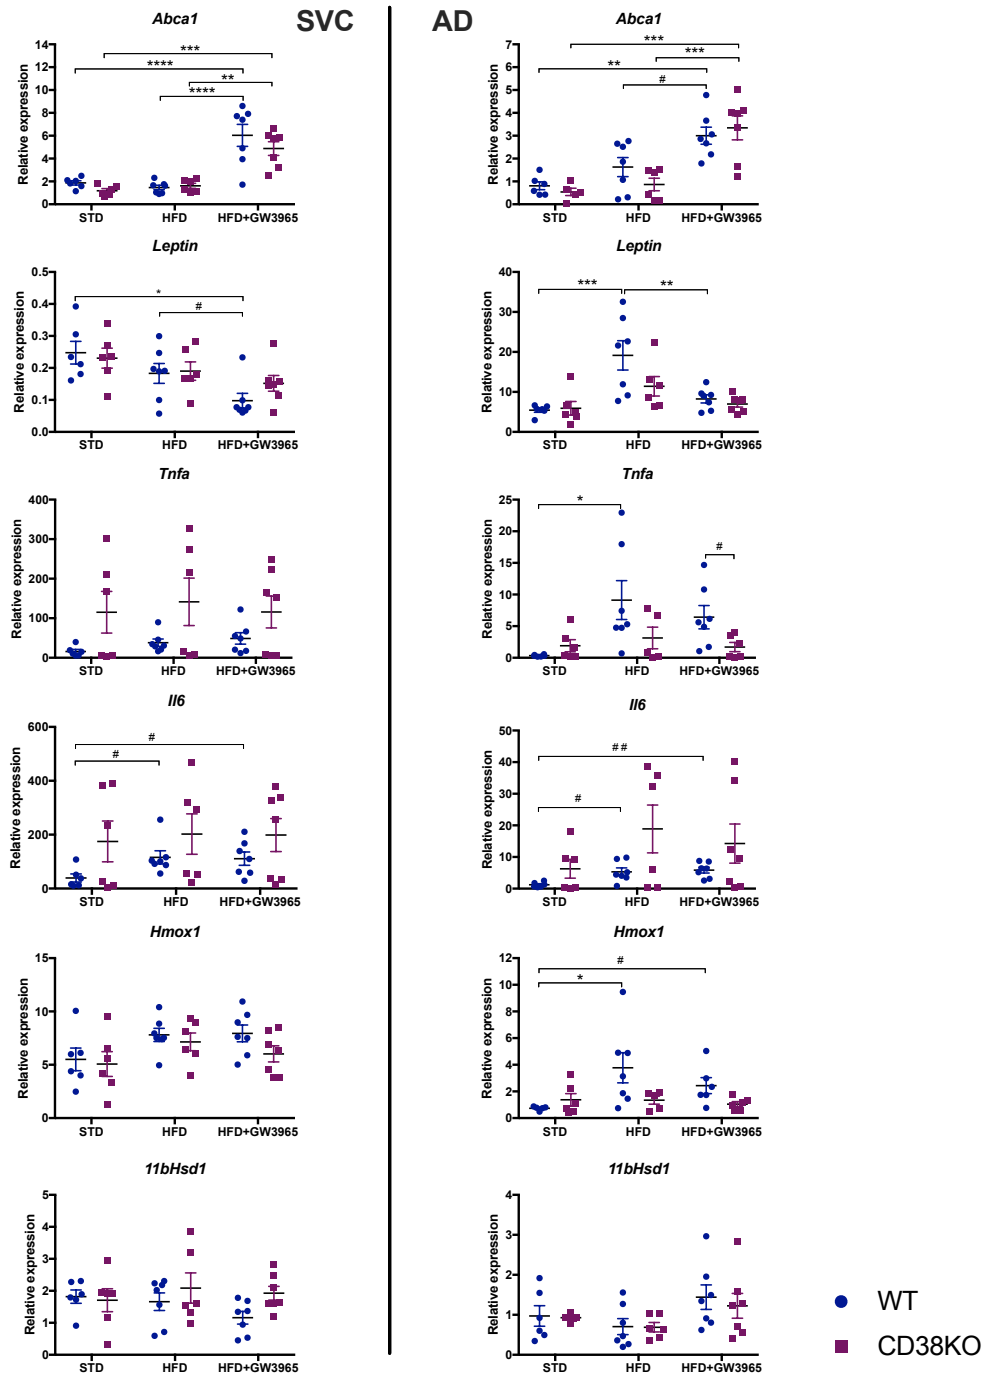 SVC
AD
Abca1
Relative expression
14
12
10
8
6
4
2
0
***
****
**
****
STD
HFD
HFD+GW3965
Abca1
Relative expression
7
6
5
4
3
2
1
0
***
***
**
#
STD
HFD
HFD+GW3965
Leptin
Relative expression
0.5
0.4
0.3
0.2
0.1
0.0
*
#
STD
HFD
HFD+GW3965
Leptin
Relative expression
40
30
20
10
0
***
**
STD
HFD
HFD+GW3965
Tnfa
Relative expression
400
300
200
100
0
STD
HFD
HFD+GW3965
Tnfa
Relative expression
25
20
15
10
5
0
*
#
STD
HFD
HFD+GW3965
Il6
Relative expression
600
400
200
0
#
#
STD
HFD
HFD+GW3965
Il6
Relative expression
50
40
30
20
10
0
##
#
STD
HFD
HFD+GW3965
Hmox1
Relative expression
15
10
5
0
STD
HFD
HFD+GW3965
Hmox1
Relative expression
12
10
8
6
4
2
0
#
*
STD
HFD
HFD+GW3965
11bHsd1
Relative expression
5
4
3
2
1
0
STD
HFD
HFD+GW3965
11bHsd1
Relative expression
4
3
2
1
0
STD
HFD
HFD+GW3965
WT
CD38KO